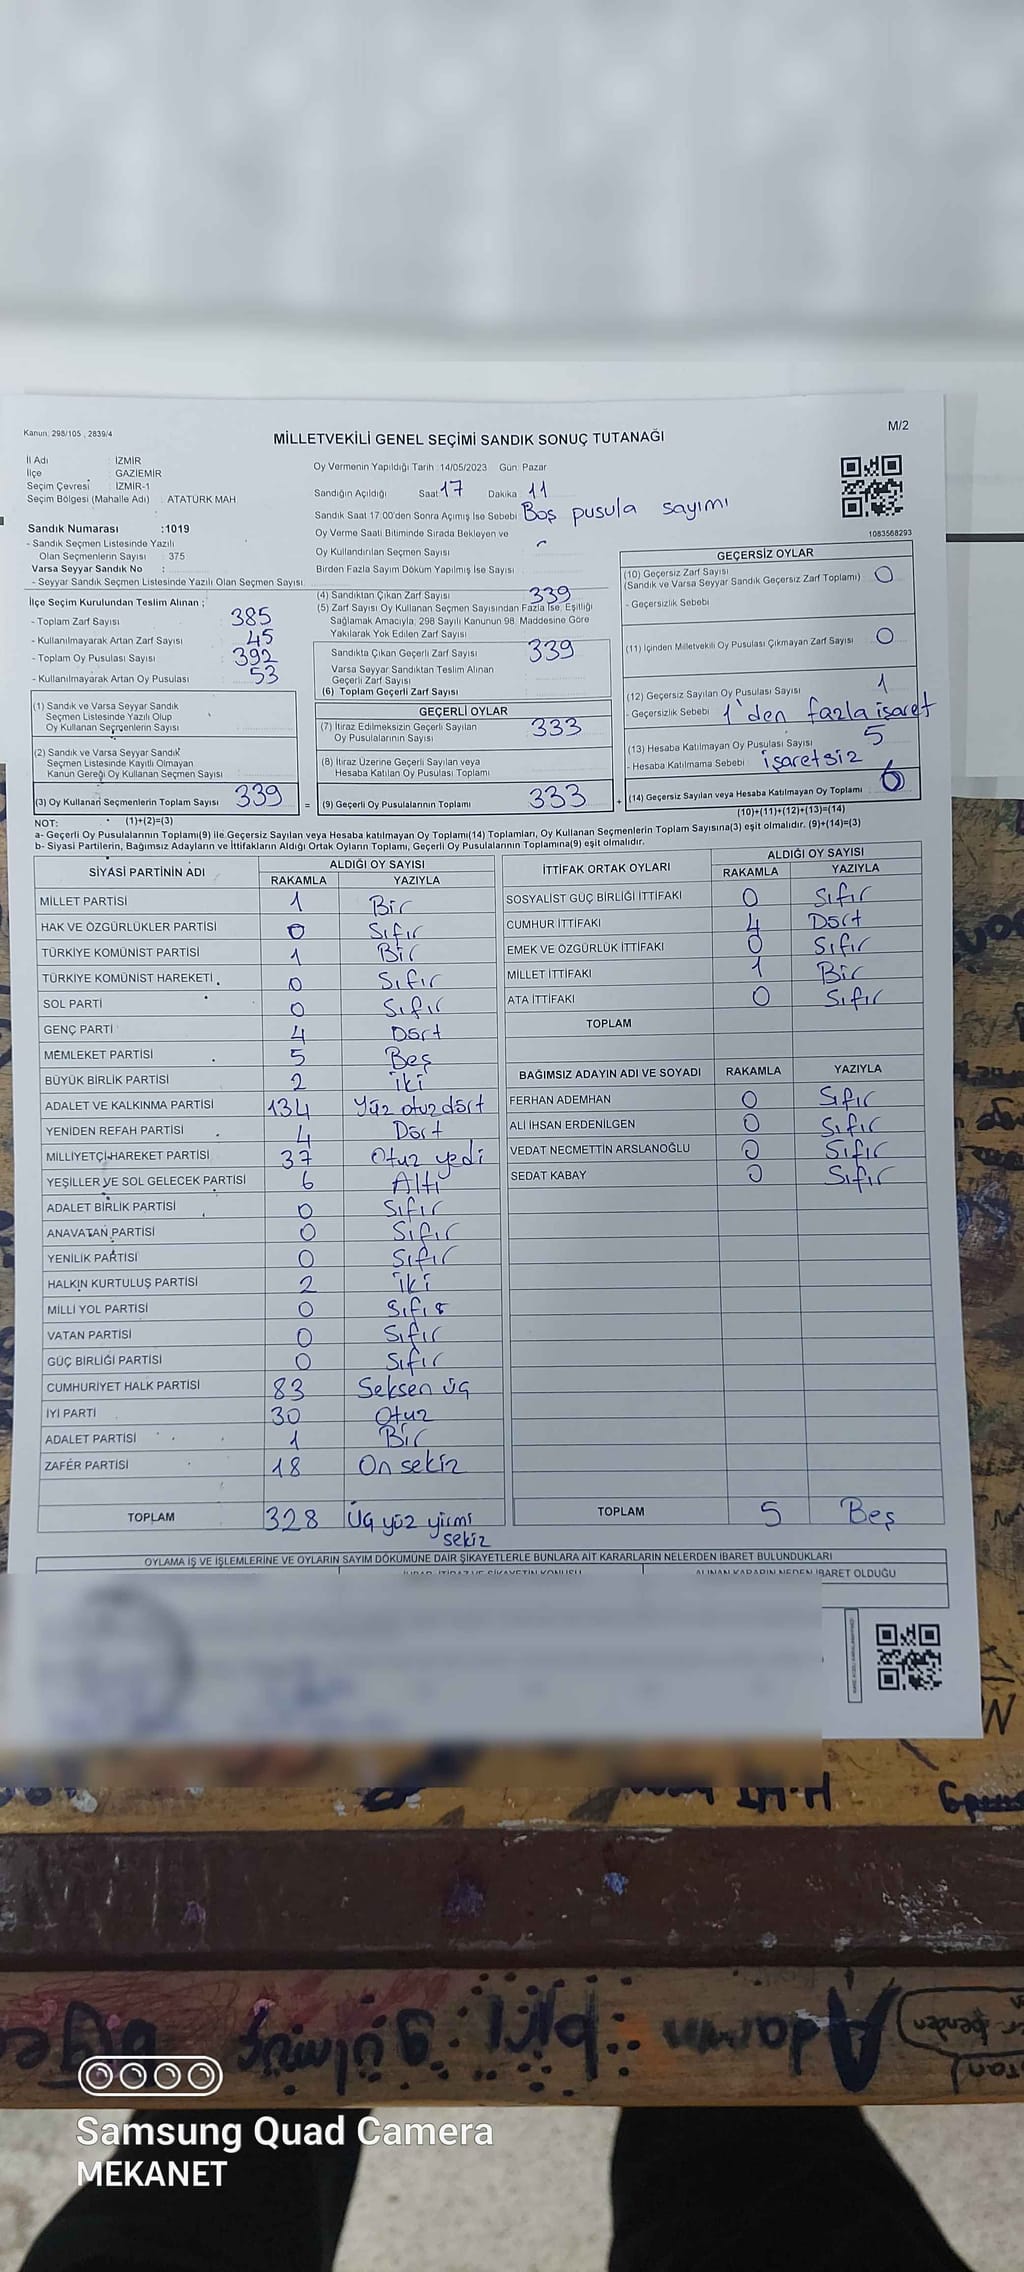 Kanun: 298/105 , 2839/4
MİLLETVEKİLİ GENEL SEÇİMİ SANDIK SONUÇ TUTANAĞI
M/2
İl Adı : İZMİR
İlçe : GAZİEMİR
Seçim Çevresi : İZMİR-1
Seçim Bölgesi (Mahalle Adı) : ATATÜRK MAH
Sandık Numarası :1019
- Sandık Seçmen Listesinde Yazılı
Olan Seçmenlerin Sayısı : 375
Varsa Seyyar Sandık No :
- Seyyar Sandık Seçmen Listesinde Yazılı Olan Seçmen Sayısı
Oy Vermenin Yapıldığı Tarih :14/05/2023 Gün: Pazar
Sandığın Açıldığı Saat 17 Dakika 11
Sandık Saat 17:00'den Sonra Açımış İse Sebebi Boş pusula sayımı
Oy Verme Saati Bitiminde Sırada Bekleyen ve
Oy Kullandırılan Seçmen Sayısı
Birden Fazla Sayım Döküm Yapılmış İse Sayısı
1083568293
İlçe Seçim Kurulundan Teslim Alınan ;
- Toplam Zarf Sayısı 385
- Kullanılmayarak Artan Zarf Sayısı 45
- Toplam Oy Pusulası Sayısı 392
- Kullanılmayarak Artan Oy Pusulası 53
(1) Sandık ve Varsa Seyyar Sandık
Seçmen Listesinde Yazılı Olup
Oy Kullanan Seçmenlerin Sayısı
(2) Sandık ve Varsa Seyyar Sandık
Seçmen Listesinde Kayıtlı Olmayan
Kanun Gereği Oy Kullanan Seçmen Sayısı
(3) Oy Kullanan Seçmenlerin Toplam Sayısı 339 =
(4) Sandıktan Çıkan Zarf Sayısı 339
(5) Zarf Sayısı Oy Kullanan Seçmen Sayısından Fazla İse, Eşitliği
Sağlamak Amacıyla, 298 Sayılı Kanunun 98. Maddesine Göre
Yakılarak Yok Edilen Zarf Sayısı
Sandıkta Çıkan Geçerli Zarf Sayısı 339
Varsa Seyyar Sandıktan Teslim Alınan
Geçerli Zarf Sayısı
(6) Toplam Geçerli Zarf Sayısı
GEÇERLİ OYLAR
(7) İtiraz Edilmeksizin Geçerli Sayılan
Oy Pusulalarının Sayısı 333
(8) İtiraz Üzerine Geçerli Sayılan veya
Hesaba Katılan Oy Pusulası Toplamı
(9) Geçerli Oy Pusulalarının Toplamı 333 +
GEÇERSİZ OYLAR
(10) Geçersiz Zarf Sayısı 0
(Sandık ve Varsa Seyyar Sandık Geçersiz Zarf Toplamı)
- Geçersizlik Sebebi
(11) İçinden Milletvekili Oy Pusulası Çıkmayan Zarf Sayısı 0
(12) Geçersiz Sayılan Oy Pusulası Sayısı 1
- Geçersizlik Sebebi 1'den fazla işaret
(13) Hesaba Katılmayan Oy Pusulası Sayısı 5
- Hesaba Katılmama Sebebi işaretsiz
(14) Geçersiz Sayılan veya Hesaba Katılmayan Oy Toplamı 6
(10)+(11)+(12)+(13)=(14)
NOT: (1)+(2)=(3)
a- Geçerli Oy Pusulalarının Toplamı(9) ile Geçersiz Sayılan veya Hesaba katılmayan Oy Toplamı(14) Toplamları, Oy Kullanan Seçmenlerin Toplam Sayısına(3) eşit olmalıdır. (9)+(14)=(3)
b- Siyasi Partilerin, Bağımsız Adayların ve İttifakların Aldığı Ortak Oyların Toplamı, Geçerli Oy Pusulalarının Toplamına(9) eşit olmalıdır.
SİYASİ PARTİNİN ADI ALDIĞI OY SAYISI
RAKAMLA YAZIYLA
MİLLET PARTİSİ 1 Bir
HAK VE ÖZGÜRLÜKLER PARTİSİ 0 Sıfır
TÜRKİYE KOMÜNİST PARTİSİ 1 Bir
TÜRKİYE KOMÜNİST HAREKETİ 0 Sıfır
SOL PARTİ 0 Sıfır
GENÇ PARTİ 4 Dört
MEMLEKET PARTİSİ 5 Beş
BÜYÜK BİRLİK PARTİSİ 2 iki
ADALET VE KALKINMA PARTİSİ 134 Yüz otuz dört
YENİDEN REFAH PARTİSİ 4 Dört
MİLLİYETÇİ HAREKET PARTİSİ 37 Otuz yedi
YEŞİLLER VE SOL GELECEK PARTİSİ 6 Altı
ADALET BİRLİK PARTİSİ 0 Sıfır
ANAVATAN PARTİSİ 0 Sıfır
YENİLİK PARTİSİ 0 Sıfır
HALKIN KURTULUŞ PARTİSİ 2 iki
MİLLİ YOL PARTİSİ 0 Sıfır
VATAN PARTİSİ 0 Sıfır
GÜÇ BİRLİĞİ PARTİSİ 0 Sıfır
CUMHURİYET HALK PARTİSİ 83 Seksen üç
İYİ PARTİ 30 Otuz
ADALET PARTİSİ 1 Bir
ZAFER PARTİSİ 18 On sekiz
TOPLAM 328 Üç yüz yirmi
sekiz
İTTİFAK ORTAK OYLARI ALDIĞI OY SAYISI
RAKAMLA YAZIYLA
SOSYALİST GÜÇ BİRLİĞİ İTTİFAKI 0 Sıfır
CUMHUR İTTİFAKI 4 Dört
EMEK VE ÖZGÜRLÜK İTTİFAKI 0 Sıfır
MİLLET İTTİFAKI 1 Bir
ATA İTTİFAKI 0 Sıfır
TOPLAM
BAĞIMSIZ ADAYIN ADI VE SOYADI RAKAMLA YAZIYLA
FERHAN ADEMHAN 0 Sıfır
ALİ İHSAN ERDENİLGEN 0 Sıfır
VEDAT NECMETTİN ARSLANOĞLU 0 Sıfır
SEDAT KABAY 0 Sıfır
TOPLAM 5 Beş
OYLAMA İŞ VE İŞLEMLERİNE VE OYLARIN SAYIM DÖKÜMÜNE DAİR ŞİKAYETLERLE BUNLARA AİT KARARLARIN NELERDEN İBARET BULUNDUKLARI
ALINAN KARARIN NEDEN İBARET OLDUĞU
Adamın biri gülmüş
Samsung Quad Camera
MEKANET